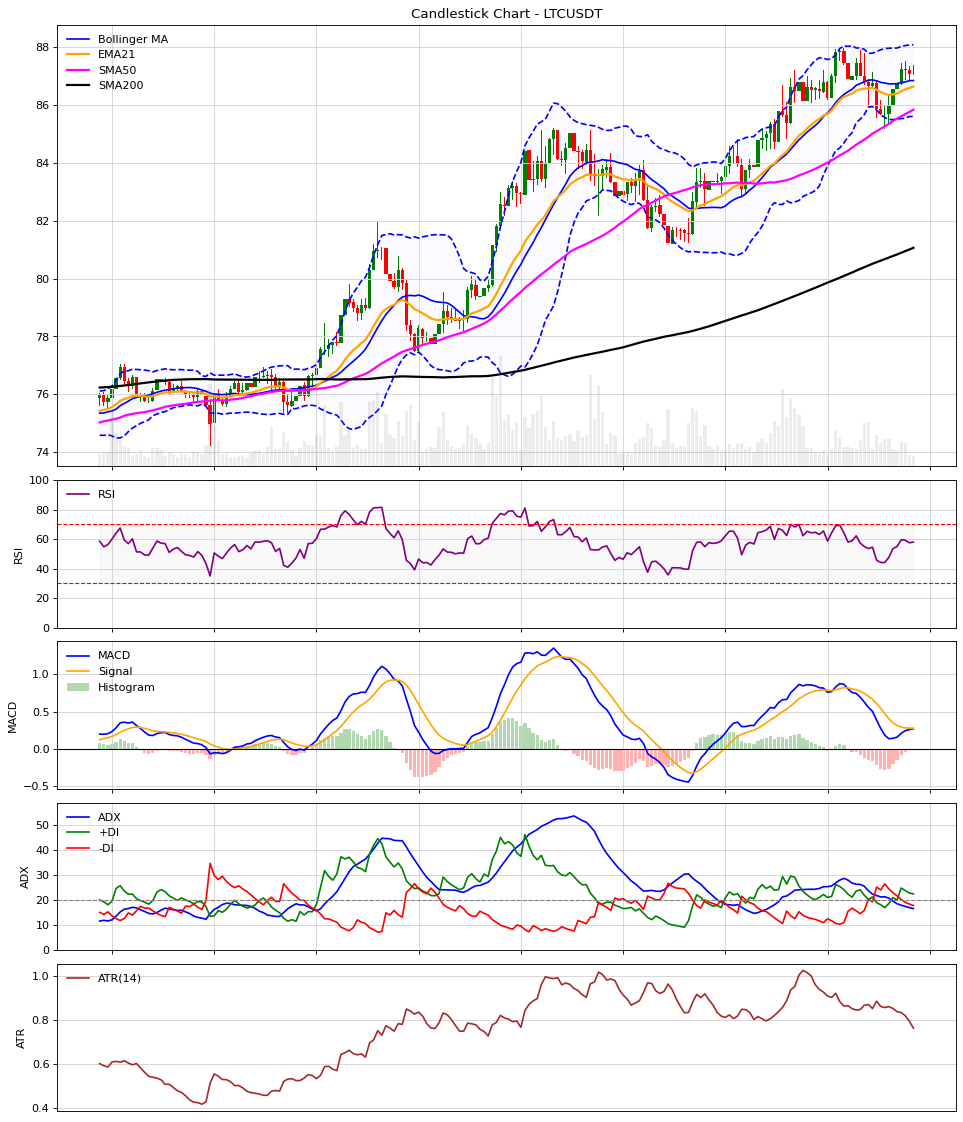 Candlestick Chart - LTCUSDT
Bollinger MA
EMA21
SMA50
SMA200
88
86
84
82
80
78
76
74
RSI
RSI
100
80
60
40
20
0
MACD
Signal
Histogram
MACD
1.0
0.5
0.0
−0.5
ADX
+DI
-DI
ADX
50
40
30
20
10
0
ATR(14)
ATR
1.0
0.8
0.6
0.4